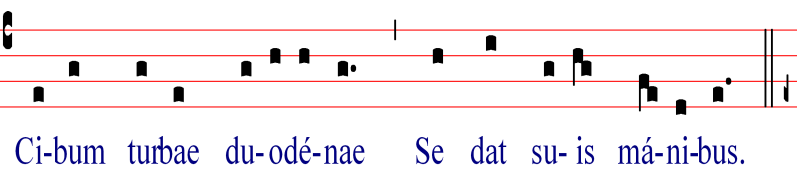 Ci-bum turbae du-odé-nae Se dat su-is má-ni-bus.